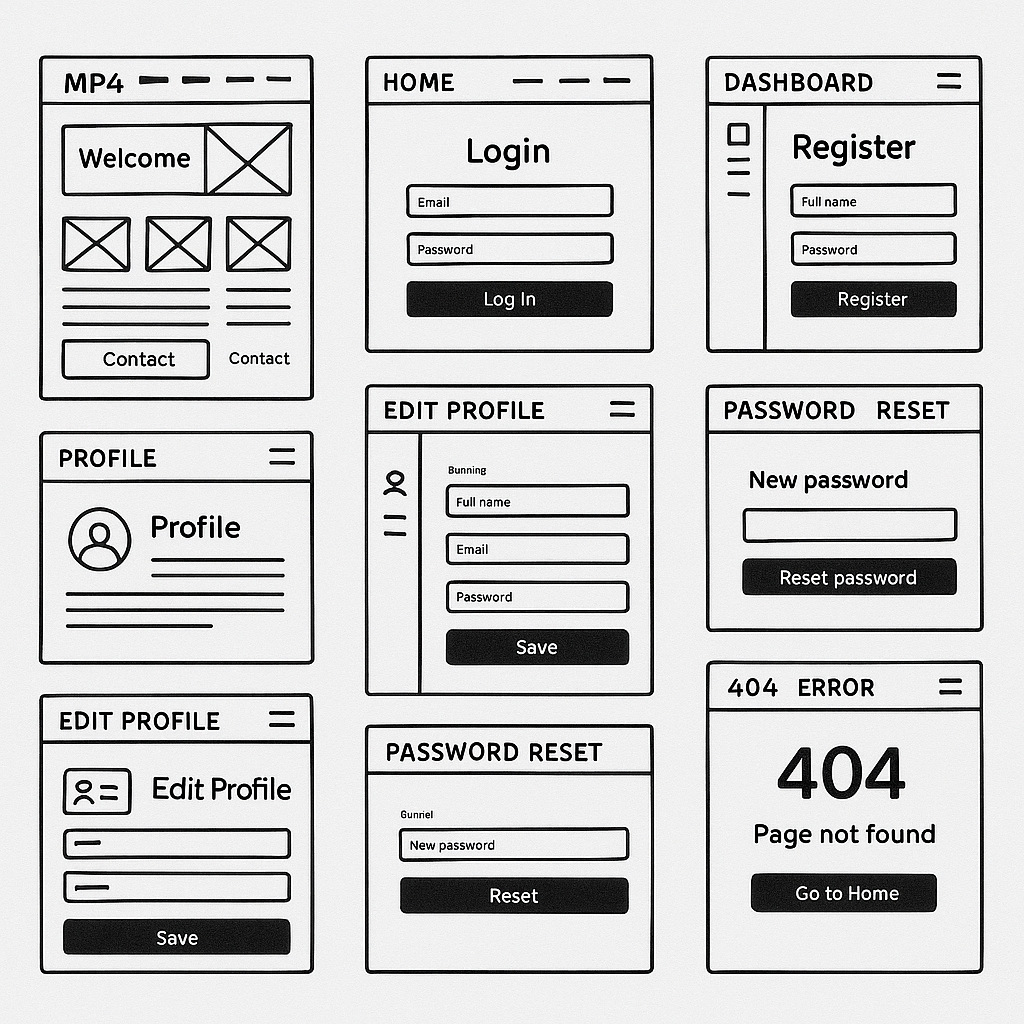 MP4
Welcome
Contact
Contact
PROFILE
Profile
EDIT PROFILE
Edit Profile
Save
HOME
Login
Email
Password
Log In
EDIT PROFILE
Bunning
Full name
Email
Password
Save
PASSWORD RESET
Gunriel
New password
Reset
DASHBOARD
Register
Full name
Password
Register
PASSWORD RESET
New password
Reset password
404 ERROR
404
Page not found
Go to Home